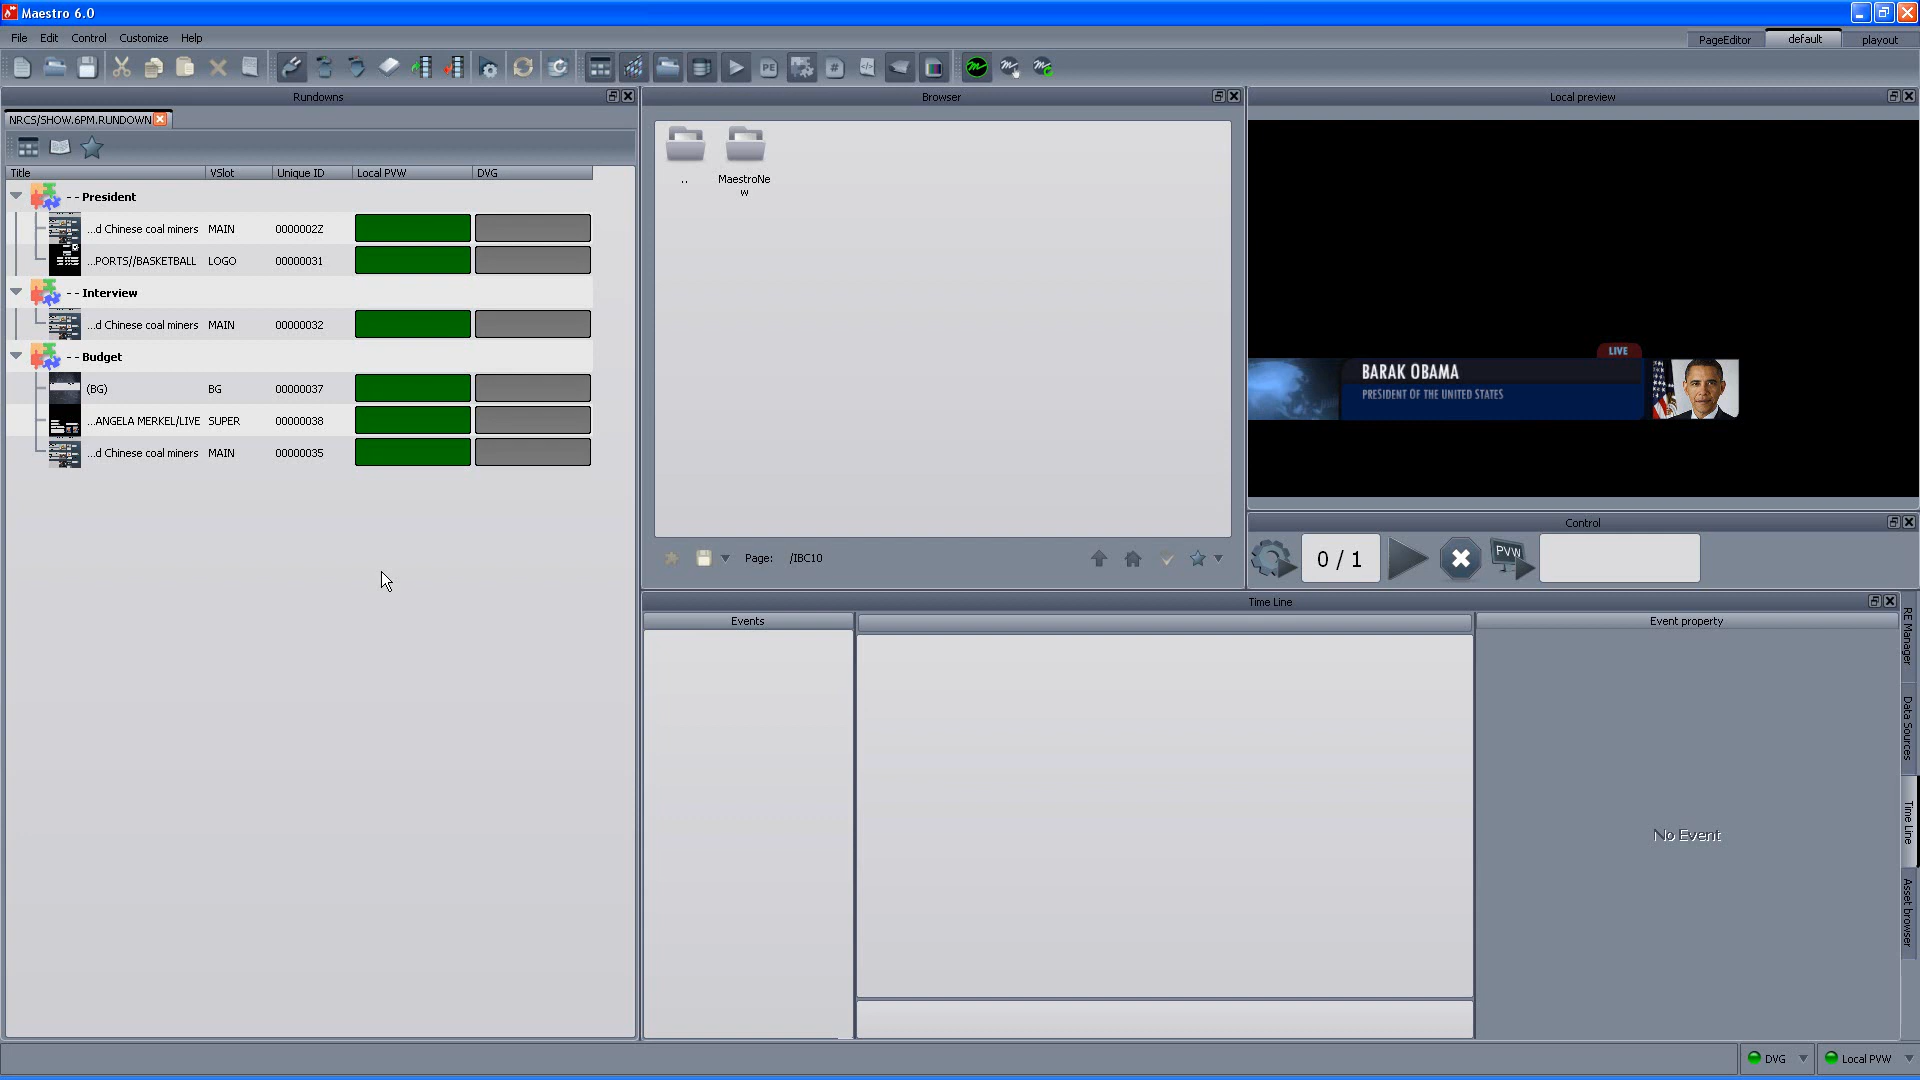 Maestro 6.0
File Edit Control Customize Help
PageEditor default playout
PE
#
Rundowns
NRCS/SHOW.6PM.RUNDOWN
Title VSlot Unique ID Local PVW DVG
- - President
...d Chinese coal miners MAIN 0000002Z
...PORTS//BASKETBALL LOGO 00000031
- - Interview
...d Chinese coal miners MAIN 00000032
- - Budget
(BG) BG 00000037
...ANGELA MERKEL/LIVE SUPER 00000038
...d Chinese coal miners MAIN 00000035
Browser
..
MaestroNe
w
Page: /IBC10
Local preview
LIVE
BARAK OBAMA
PRESIDENT OF THE UNITED STATES
Control
0 / 1
PVW
Time Line
Events
Event property
No Event
RE Manager
Data Sources
Time Line
Asset browser
DVG
Local PVW